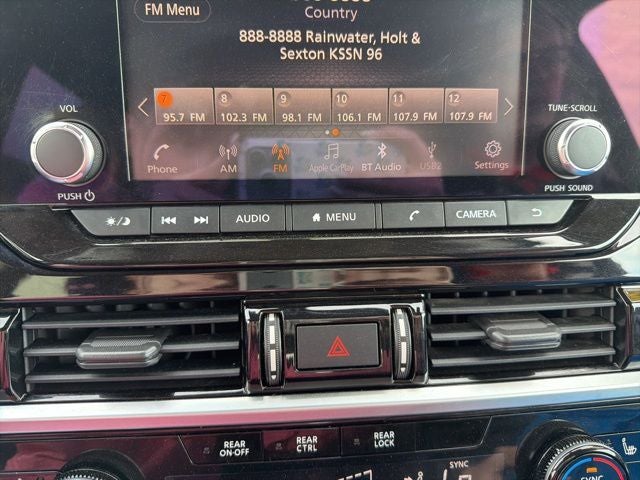 FM Menu
Country
888-8888 Rainwater, Holt &
Sexton KSSN 96
7 8 9 10 11 12
95.7 FM 102.3 FM 98.1 FM 106.1 FM 107.9 FM 107.9 FM
VOL
TUNE·SCROLL
Phone AM FM Apple CarPlay BT Audio USB2 Settings
PUSH
PUSH SOUND
AUDIO MENU CAMERA
REAR ON·OFF
REAR CTRL
REAR LOCK
SYNC
SYNC